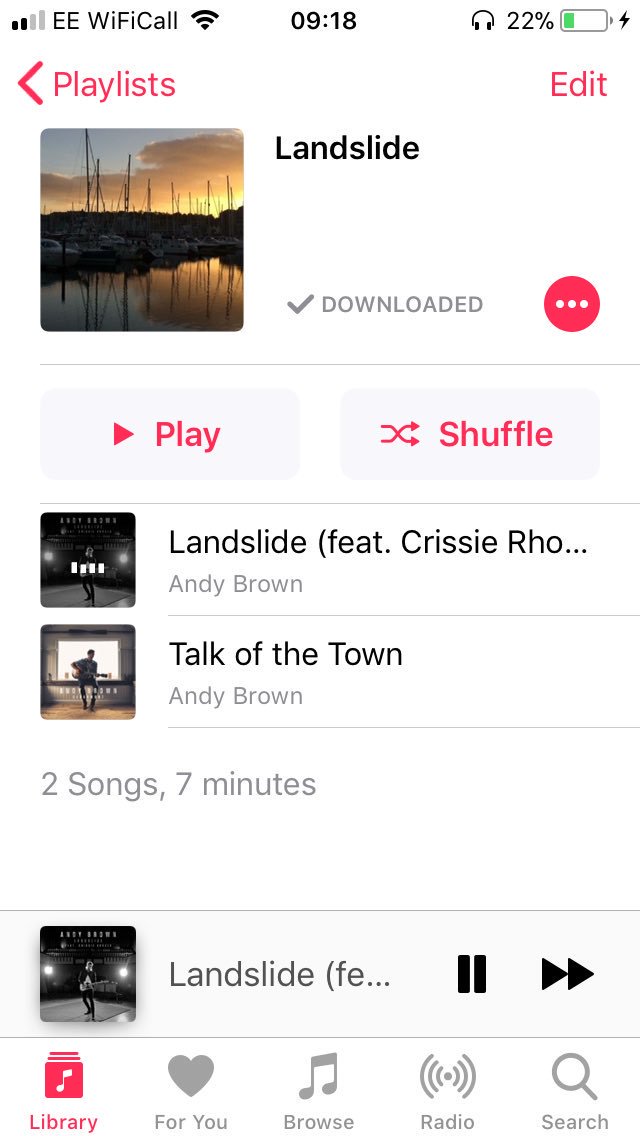 EE WiFiCall 09:18 22%
Playlists Edit
Landslide
DOWNLOADED
Play Shuffle
ANDY BROWN
LANDSLIDE
Landslide (feat. Crissie Rho...
Andy Brown
Talk of the Town
Andy Brown
ANDY BROWN
2 Songs, 7 minutes
ANDY BROWN
LANDSLIDE
Landslide (fe...
Library For You Browse Radio Search